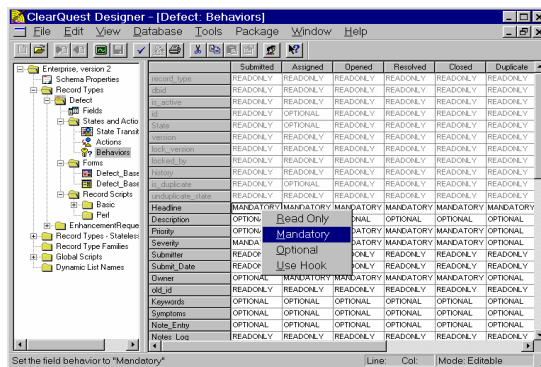 ClearQuest Designer - [Defect: Behaviors]
File Edit View Database Tools Package Window Help
Enterprise, version 2
Schema Properties
Record Types
Defect
Fields
States and Actio
State Transit
Actions
Behaviors
Forms
Defect_Base
Defect_Base
Record Scripts
Basic
Perl
EnhancementReque
Record Types - Stateless
Record Type Families
Global Scripts
Dynamic List Names
Submitted Assigned Opened Resolved Closed Duplicate
record_type READONLY READONLY READONLY READONLY READONLY READONLY
dbid READONLY READONLY READONLY READONLY READONLY READONLY
is_active READONLY READONLY READONLY READONLY READONLY READONLY
id READONLY OPTIONAL READONLY READONLY READONLY READONLY
State READONLY OPTIONAL READONLY READONLY READONLY READONLY
version READONLY READONLY READONLY READONLY READONLY READONLY
lock_version READONLY READONLY READONLY READONLY READONLY READONLY
locked_by READONLY READONLY READONLY READONLY READONLY READONLY
history READONLY READONLY READONLY READONLY READONLY READONLY
is_duplicate READONLY OPTIONAL READONLY READONLY READONLY READONLY
unduplicate_state READONLY READONLY READONLY READONLY READONLY READONLY
Headline MANDATORY MANDATORY MANDATORY MANDATORY MANDATORY MANDATORY
Description OPTION ONAL OPTIONAL OPTIONAL OPTIONAL
Priority OPTION MANDATORY MANDATORY OPTIONAL
Severity MANDA MANDATORY MANDATORY OPTIONAL
Submitter READON READONLY READONLY READONLY
Submit_Date READON READONLY READONLY READONLY
Owner OPTIONAL MANDATORY MANDATORY MANDATORY MANDATORY OPTIONAL
old_id READONLY READONLY READONLY READONLY READONLY READONLY
Keywords OPTIONAL OPTIONAL OPTIONAL OPTIONAL OPTIONAL OPTIONAL
Symptoms OPTIONAL OPTIONAL OPTIONAL OPTIONAL OPTIONAL OPTIONAL
Note_Entry OPTIONAL OPTIONAL OPTIONAL OPTIONAL OPTIONAL OPTIONAL
Notes_Log READONLY READONLY READONLY READONLY READONLY READONLY
Read Only
Mandatory
Optional
Use Hook
Set the field behavior to "Mandatory" Line: Col: Mode: Editable